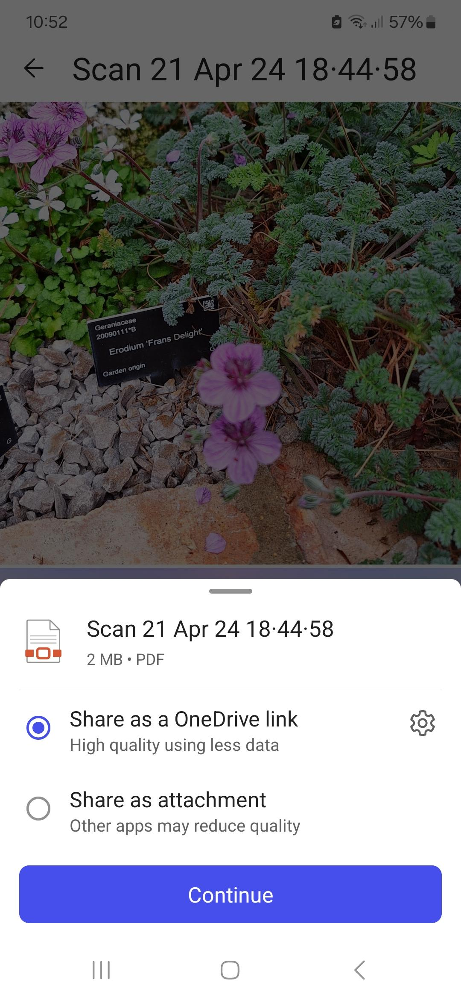 10:52
57%
Scan 21 Apr 24 18·44·58
Geraniaceae
20090111*B
Erodium 'Frans Delight'
G
Garden origin
G
Scan 21 Apr 24 18·44·58
2 MB • PDF
Share as a OneDrive link
High quality using less data
Share as attachment
Other apps may reduce quality
Continue